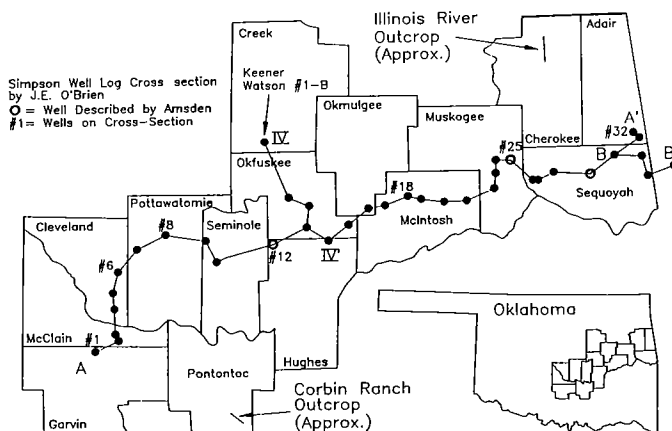 Illinois River
Outcrop
(Approx.)
Creek
Adair
Simpson Well Log Cross section
by J.E. O'Brien
O = Well Described by Amsden
#1= Wells on Cross-Section
Keener
Watson #1-B
Okmulgee
Muskogee
IV
#25
Cherokee
#32
A'
B
B
Okfuskee
Sequoyah
Pottawatomie
#18
McIntosh
Cleveland
#8
Seminole
#6
#12
IV'
Oklahoma
McClain
#1
A
Hughes
Pontotoc
Corbin Ranch
Outcrop
(Approx.)
Garvin